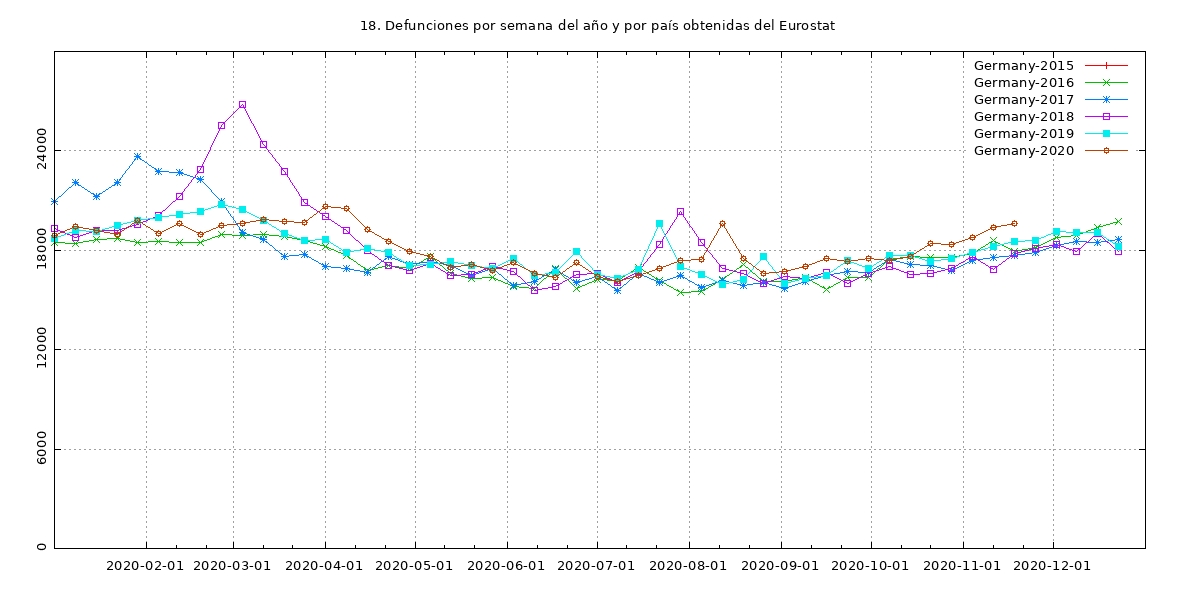 18. Defunciones por semana del año y por país obtenidas del Eurostat
Germany-2015
Germany-2016
Germany-2017
Germany-2018
Germany-2019
Germany-2020
24000
18000
12000
6000
0
2020-02-01 2020-03-01 2020-04-01 2020-05-01 2020-06-01 2020-07-01 2020-08-01 2020-09-01 2020-10-01 2020-11-01 2020-12-01